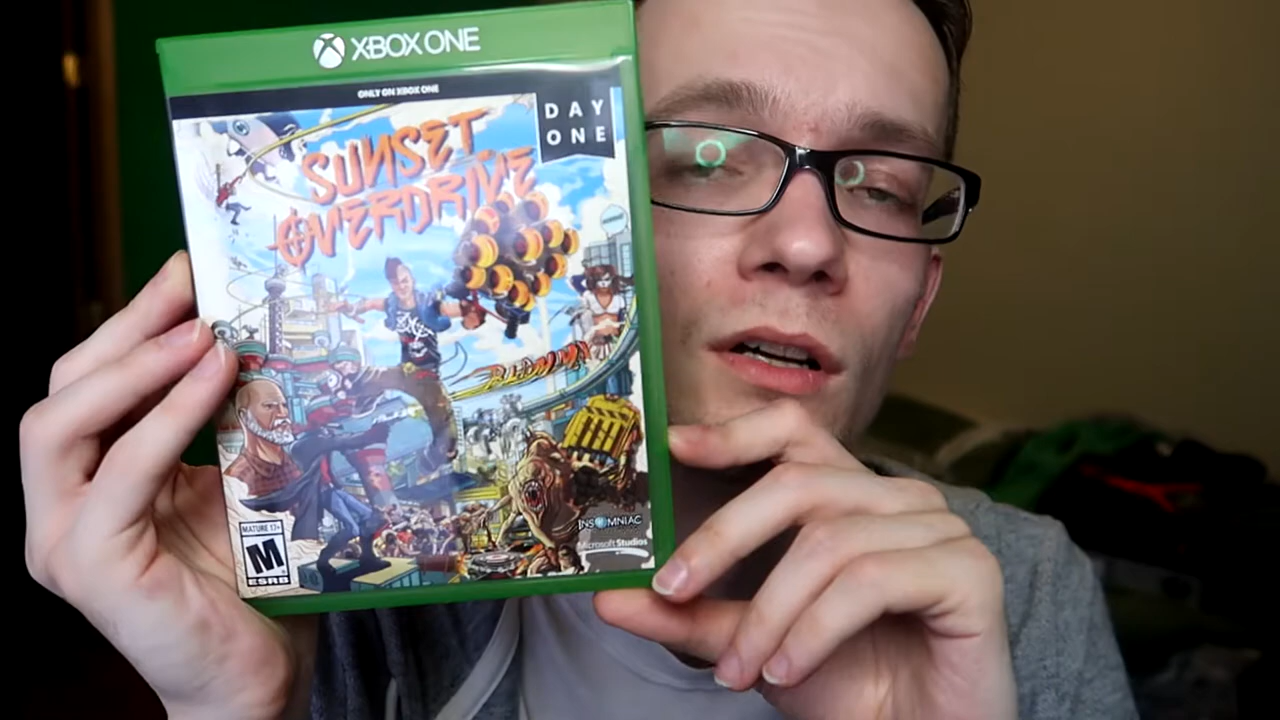 XBOX ONE
ONLY ON XBOX ONE
DAY
ONE
SUNSET
OVERDRIVE
MATURE 17+
M
ESRB
INSOMNIAC
Microsoft Studios